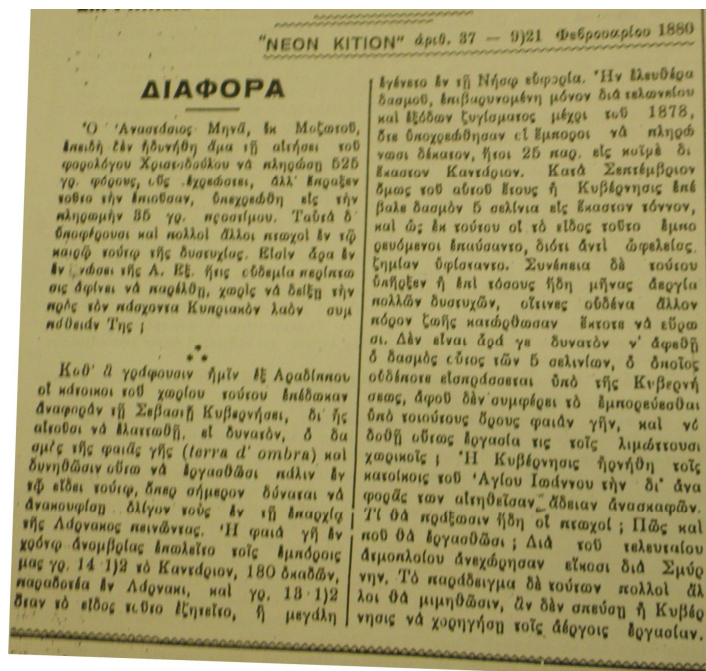 "ΝΕΟΝ ΚΙΤΙΟΝ" ἀριθ. 37 — 9)21 Φεβρουαρίου 1880
ΔΙΑΦΟΡΑ
Ὁ Ἀναστάσιος Μηνᾶ, ἐκ Μοζωτοῦ,
ἐπειδὴ δὲν ἠδυνήθη ἅμα τῇ αἰτήσει τοῦ
φορολόγου Χριστοδούλου νὰ πληρώσῃ 525
γρ. φόρους, οὓς ἐχρεώστει, ἀλλ' ἔπραξεν
τοῦτο τὴν ἐπιοῦσαν, ὑπεχρεώθη εἰς τὴν
πληρωμὴν 35 γρ. προστίμου. Ταῦτά δ'
ὑποφέρουσι καὶ πολλοὶ ἄλλοι πτωχοὶ ἐν τῷ
καιρῷ τούτῳ τῆς δυστυχίας. Εἰσὶν ἄρα ἐν
ἐν γνώσει τῆς Α. Ἐξ. ἥτις οὐδεμία περίπτω
σις ἀφίνει νὰ παρέλθῃ, χωρὶς νὰ δείξῃ τὴν
πρὸς τὸν πάσχοντα Κυπριακὸν λαὸν συμ
πάθειάν Της ;
***
Καθ' ἃ γράφουσιν ἡμῖν ἐξ Ἀραδίππου
οἱ κάτοικοι τοῦ χωρίου τούτου ἐπέδωκαν
ἀναφορὰν τῇ Σεβαστῇ Κυβερνήσει, δι' ἧς
αἰτοῦσι νὰ ἐλαττωθῇ, εἰ δυνατὸν, ὁ δα
σμὸς τῆς φαιᾶς γῆς (terra d' ombra) καὶ
δυνηθῶσιν οὕτω νὰ ἐργασθῶσι πάλιν ἐν
τῷ εἴδει τούτῳ, ὅπερ σήμερον δύναται νὰ
ἀνακουφίσῃ ὀλίγον τοὺς ἐν τῇ ἐπαρχίᾳ
τῆς Λάρνακος πεινῶντας. Ἡ φαιὰ γῆ ἐν
χρόνῳ ἀνομβρίας ἐπωλεῖτο τοῖς ἐμπόροις
μας γρ. 14 1)2 τὸ Καντάριον, 180 ὀκάδων,
παραδοτέα ἐν Λάρνακι, καὶ γρ. 13 1)2
ὅταν τὸ εἶδος τοῦτο ἐζητεῖτο, ἢ μεγάλη
ἐγένετο ἐν τῇ Νήσῳ εὐφορία. Ἦν ἐλευθέρα
δασμοῦ, ἐπιβαρυνομένη μόνον διὰ τελωνείου
καὶ ἐξόδων ζυγίσματος μέχρι τοῦ 1878,
ὅτε ὑποχρεώθησαν οἱ ἔμποροι νὰ πληρώ
νωσι δέκατον, ἤτοι 25 παρ. εἰς κοῖμὲ δι
ἕκαστον Καντάριον. Κατὰ Σεπτέμβριον
ὅμως τοῦ αὐτοῦ ἔτους ἡ Κυβέρνησις ἐπέ
βαλε δασμὸν 5 σελίνια εἰς ἕκαστον τόννον,
καὶ ὡς ἐκ τούτου οἱ τὸ εἶδος τοῦτο ἐμπο
ρευόμενοι ἐπαύσαντο, διότι ἀντὶ ὠφελείας
ζημίαν ὑφίσταντο. Συνέπεια δὲ τούτου
ὑπῆρξεν ἡ ἐπὶ τόσους ἤδη μῆνας ἀεργία
πολλῶν δυστυχῶν, οἵτινες οὐδένα ἄλλον
πόρον ζωῆς κατώρθωσαν ἔκτοτε νὰ εὕρω
σι. Δὲν εἶναι ἆρά γε δυνατὸν ν' ἀφεθῇ
ὁ δασμὸς οὗτος τῶν 5 σελινίων, ὁ ὁποῖος
οὐδέποτε εἰσπράσσεται ὑπὸ τῆς Κυβερνή
σεως, ἀφοῦ δὲν συμφέρει τὸ ἐμπορεύεσθαι
ὑπὸ τοιούτους ὅρους φαιὰν γῆν, καὶ νὰ
δοθῇ οὕτως ἐργασία τις τοῖς λιμώττουσι
χωρικοῖς ; Ἡ Κυβέρνησις ἠρνήθη τοῖς
κατοίκοις τοῦ Ἁγίου Ἰωάννου τὴν δι' ἀνα
φορᾶς των αἰτηθεῖσαν ἄδειαν ἀνασκαφῶν.
Τί θὰ πράξωσιν ἤδη οἱ πτωχοί ; Πῶς καὶ
ποῦ θὰ ἐργασθῶσι ; Διὰ τοῦ τελευταίου
ἀτμοπλοίου ἀνεχώρησαν εἴκοσι διὰ Σμύρ
νην. Τὸ παράδειγμα δὲ τούτων πολλοὶ ἄλ
λοι θὰ μιμηθῶσιν, ἂν δὲν σπεύσῃ ἡ Κυβέρ
νησις νὰ χορηγήσῃ τοῖς ἀέργοις ἐργασίαν.